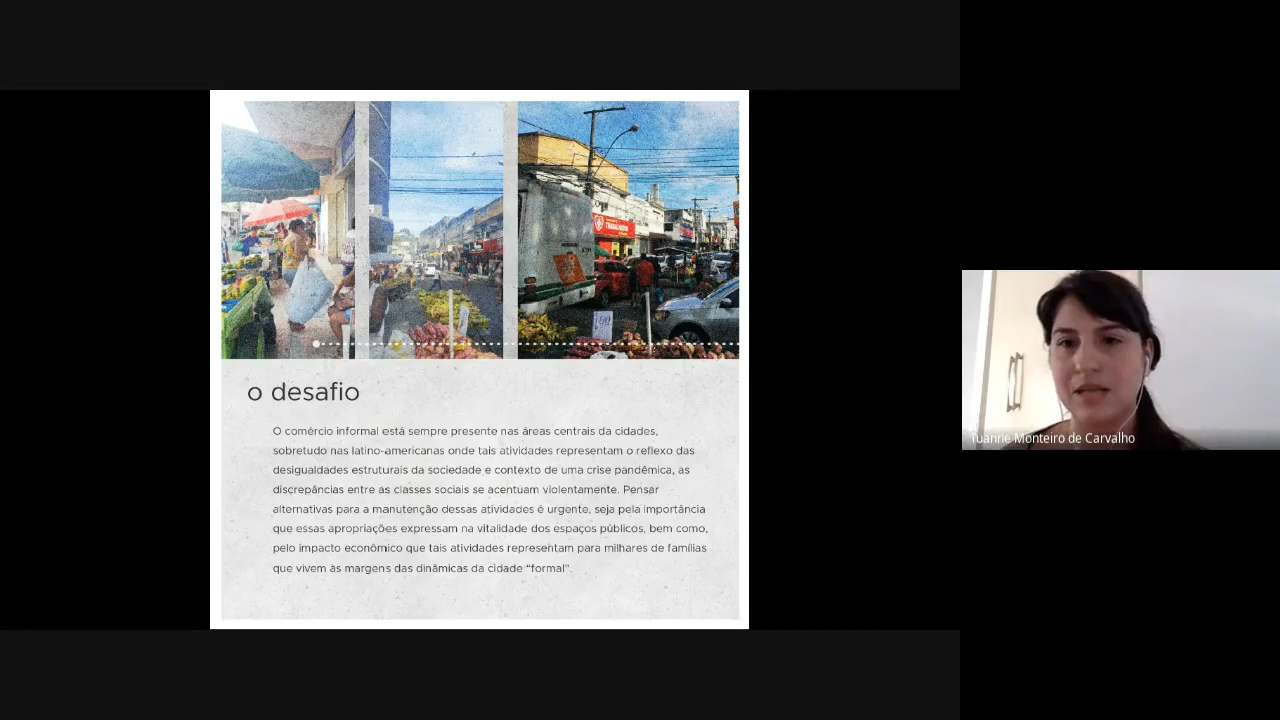 TRABALHADOR
o desafio
O comércio informal está sempre presente nas áreas centrais da cidades,
sobretudo nas latino-americanas onde tais atividades representam o reflexo das
desigualdades estruturais da sociedade e contexto de uma crise pandêmica, as
discrepâncias entre as classes sociais se acentuam violentamente. Pensar
alternativas para a manutenção dessas atividades é urgente, seja pela importância
que essas apropriações expressam na vitalidade dos espaços públicos, bem como,
pelo impacto econômico que tais atividades representam para milhares de famílias
que vivem às margens das dinâmicas da cidade “formal”.
Tuanne Monteiro de Carvalho